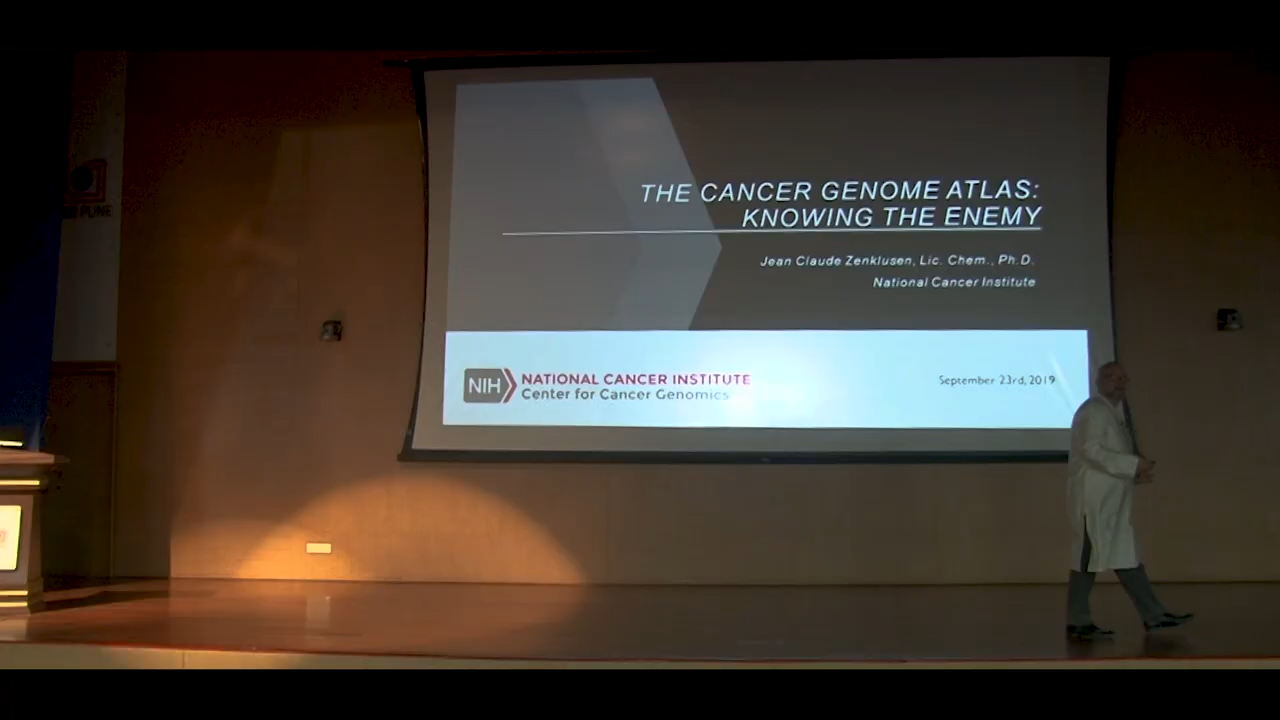 THE CANCER GENOME ATLAS:
KNOWING THE ENEMY
Jean Claude Zenklusen, Lic. Chem., Ph.D.
National Cancer Institute
NIH
NATIONAL CANCER INSTITUTE
Center for Cancer Genomics
September 23rd, 2019
PUNE